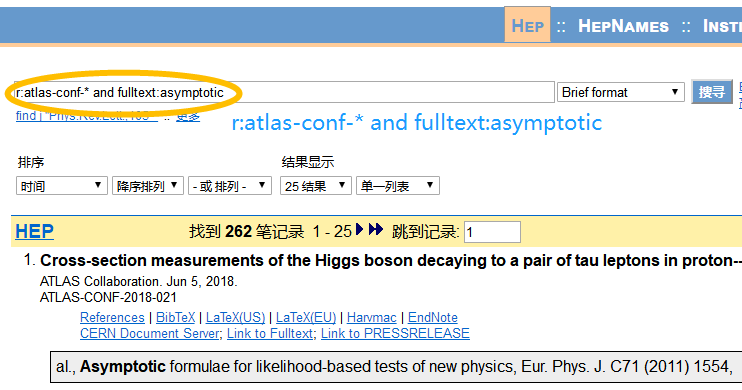 HEP :: HEPNAMES :: INSTI
r:atlas-conf-* and fulltext:asymptotic
Brief format
搜寻
find j "Phys.Rev.Lett.,105*" :: 更多
r:atlas-conf-* and fulltext:asymptotic
排序
结果显示
时间 降序排列 - 或 排列 - 25 结果 单一列表
HEP 找到 262 笔记录 1 - 25 跳到记录: 1
1. Cross-section measurements of the Higgs boson decaying to a pair of tau leptons in proton--
ATLAS Collaboration. Jun 5, 2018.
ATLAS-CONF-2018-021
References | BibTeX | LaTeX(US) | LaTeX(EU) | Harvmac | EndNote
CERN Document Server; Link to Fulltext; Link to PRESSRELEASE
al., Asymptotic formulae for likelihood-based tests of new physics, Eur. Phys. J. C71 (2011) 1554,